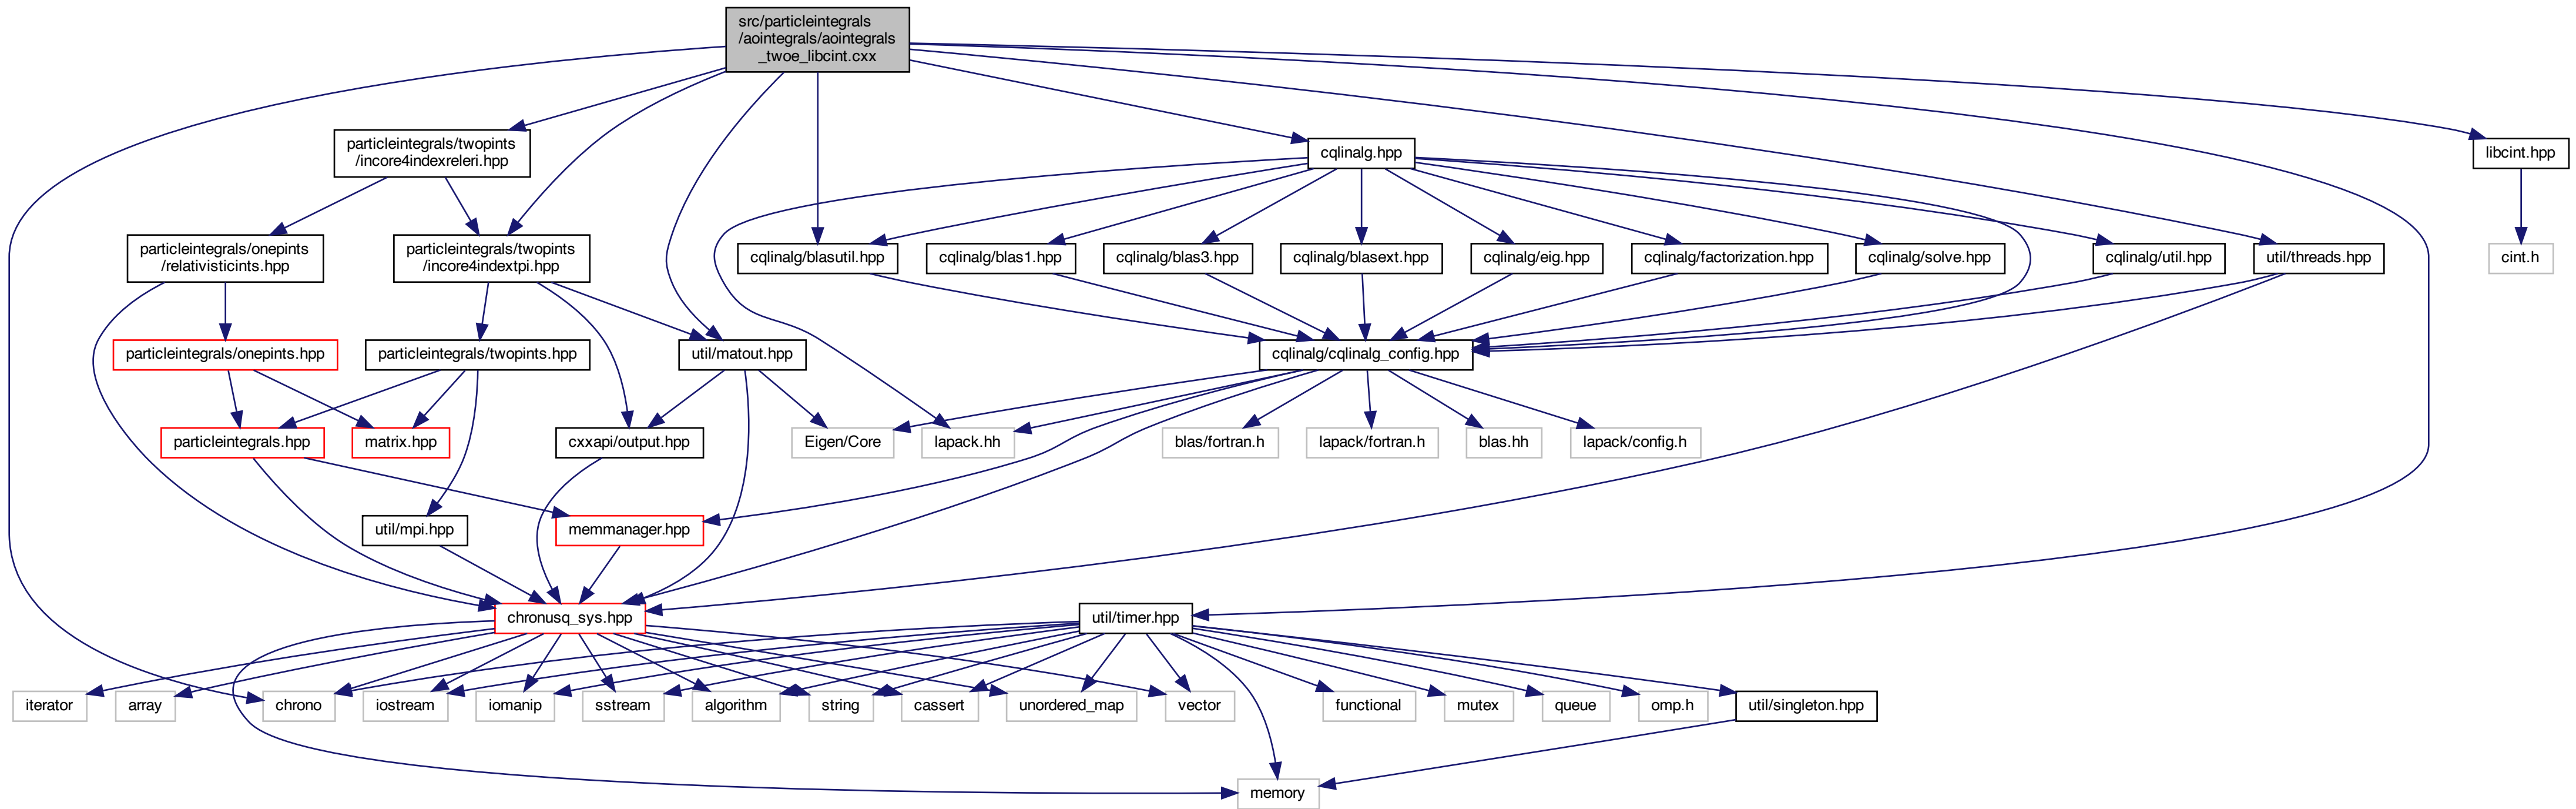 src/particleintegrals
/aointegrals/aointegrals
_twoe_libcint.cxx
particleintegrals/twopints
/incore4indexreleri.hpp
cqlinalg.hpp
libcint.hpp
particleintegrals/onepints
/relativisticints.hpp
particleintegrals/twopints
/incore4indextpi.hpp
cqlinalg/blasutil.hpp
cqlinalg/blas1.hpp
cqlinalg/blas3.hpp
cqlinalg/blasext.hpp
cqlinalg/eig.hpp
cqlinalg/factorization.hpp
cqlinalg/solve.hpp
cqlinalg/util.hpp
util/threads.hpp
cint.h
particleintegrals/onepints.hpp
particleintegrals/twopints.hpp
util/matout.hpp
cqlinalg/cqlinalg_config.hpp
particleintegrals.hpp
matrix.hpp
cxxapi/output.hpp
Eigen/Core
lapack.hh
blas/fortran.h
lapack/fortran.h
blas.hh
lapack/config.h
util/mpi.hpp
memmanager.hpp
chronusq_sys.hpp
util/timer.hpp
iterator
array
chrono
iostream
iomanip
sstream
algorithm
string
cassert
unordered_map
vector
functional
mutex
queue
omp.h
util/singleton.hpp
memory